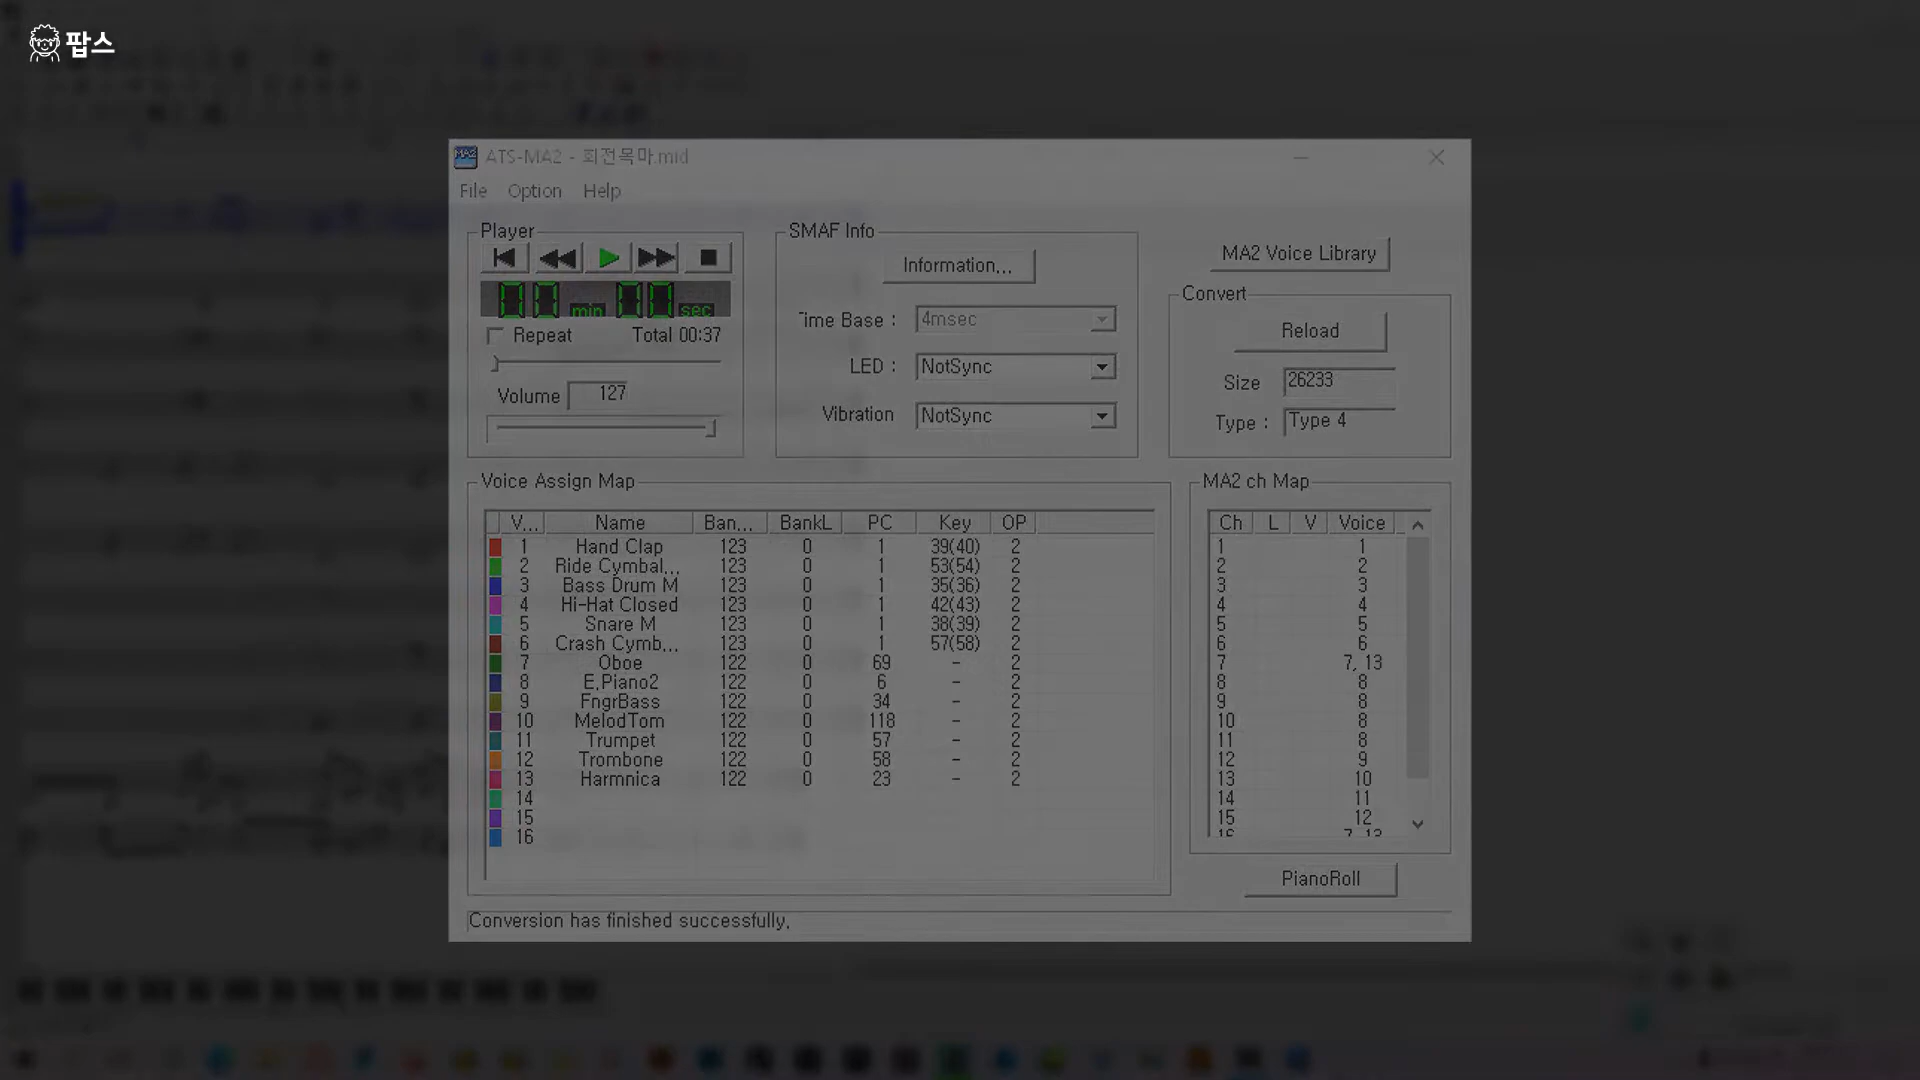 팝스
ATS-MA2 - 회전목마.mid
File Option Help
Player
00 min 00 sec
Repeat Total 00:37
Volume 127
SMAF Info
Information...
Time Base : 4msec
LED : NotSync
Vibration NotSync
MA2 Voice Library
Convert
Reload
Size 26233
Type : Type 4
Voice Assign Map
V... Name Ban... BankL PC Key OP
1 Hand Clap 123 0 1 39(40) 2
2 Ride Cymbal... 123 0 1 53(54) 2
3 Bass Drum M 123 0 1 35(36) 2
4 Hi-Hat Closed 123 0 1 42(43) 2
5 Snare M 123 0 1 38(39) 2
6 Crash Cymb... 123 0 1 57(58) 2
7 Oboe 122 0 69 - 2
8 E.Piano2 122 0 6 - 2
9 FngrBass 122 0 34 - 2
10 MelodTom 122 0 118 - 2
11 Trumpet 122 0 57 - 2
12 Trombone 122 0 58 - 2
13 Harmnica 122 0 23 - 2
14
15
16
MA2 ch Map
Ch L V Voice
1 1
2 2
3 3
4 4
5 5
6 6
7 7, 13
8 8
9 8
10 8
11 8
12 9
13 10
14 11
15 12
16 7, 13
PianoRoll
Conversion has finished successfully.